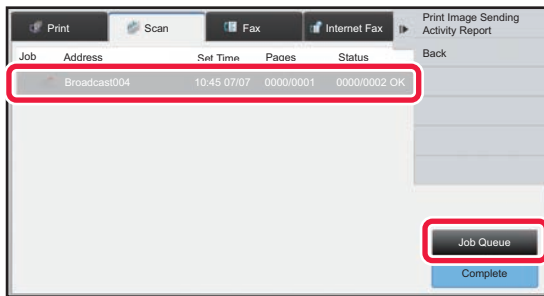 Print Scan Fax Internet Fax
Print Image Sending
Activity Report
Job Address Set Time Pages Status
Back
Broadcast004 10:45 07/07 0000/0001 0000/0002 OK
Job Queue
Complete